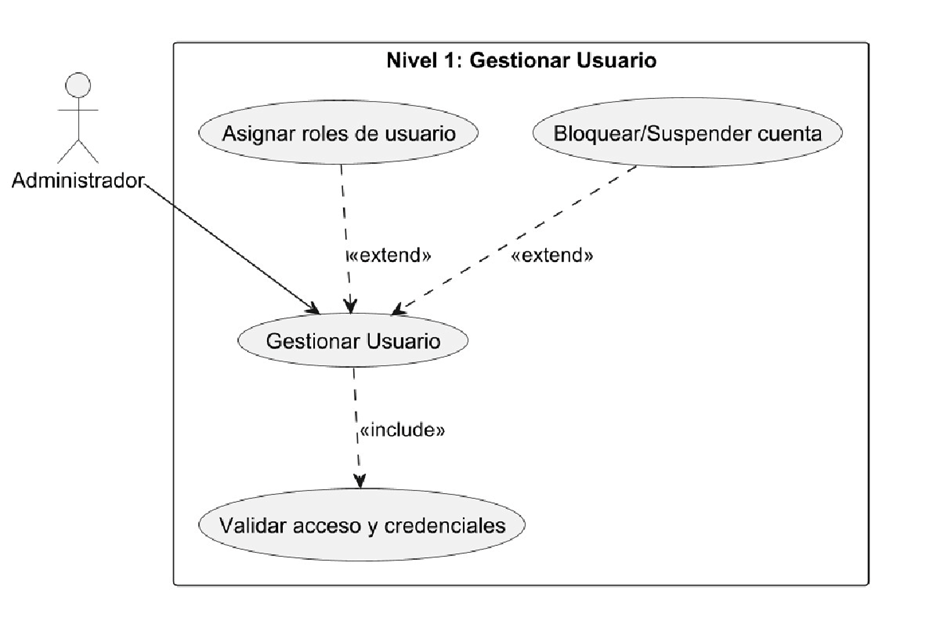 Nivel 1: Gestionar Usuario
Asignar roles de usuario
Bloquear/Suspender cuenta
Administrador
«extend»
«extend»
Gestionar Usuario
«include»
Validar acceso y credenciales